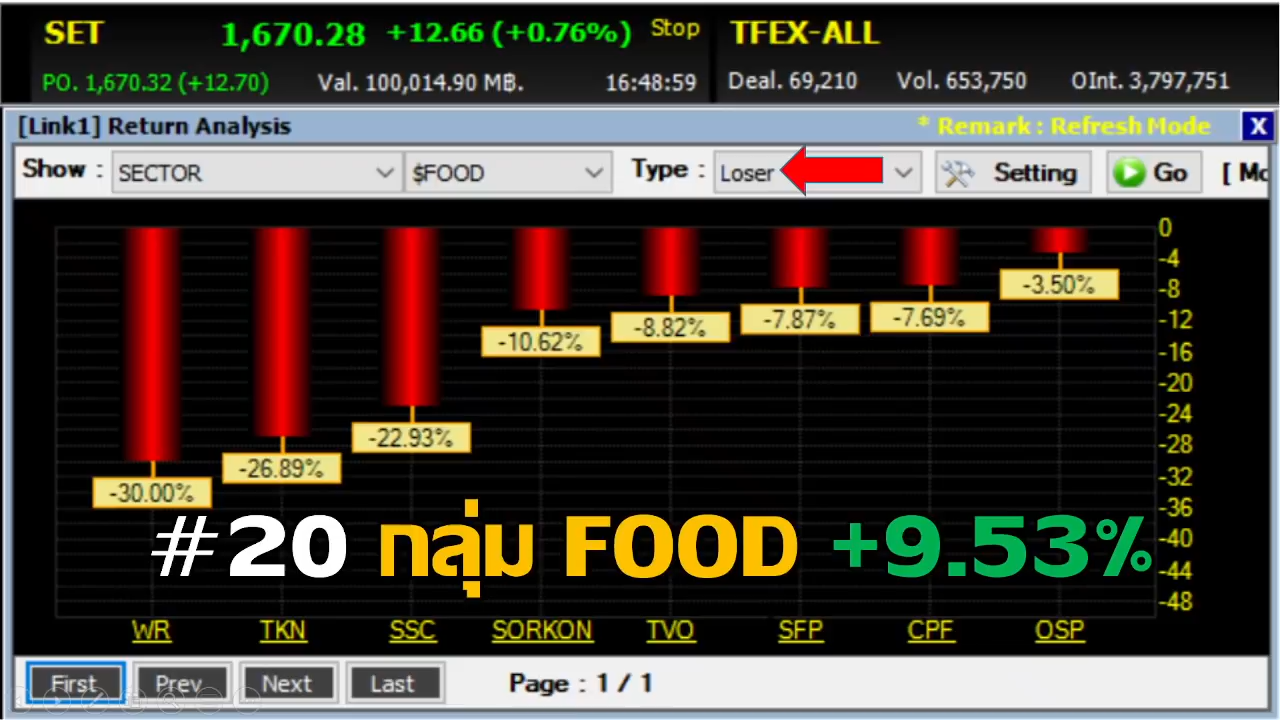 SET 1,670.28 +12.66 (+0.76%) Stop TFEX-ALL
PO. 1,670.32 (+12.70) Val. 100,014.90 M฿. 16:48:59 Deal. 69,210 Vol. 653,750 OInt. 3,797,751
[Link1] Return Analysis * Remark : Refresh Mode X
Show : SECTOR $FOOD Type : Loser Setting Go [ Mo
0
-4
-8
-12
-16
-20
-24
-28
-32
-36
-40
-44
-48
-30.00% -26.89% -22.93% -10.62% -8.82% -7.87% -7.69% -3.50%
#20 กลุ่ม FOOD +9.53%
WR TKN SSC SORKON TVO SFP CPF OSP
First Prev Next Last Page : 1 / 1